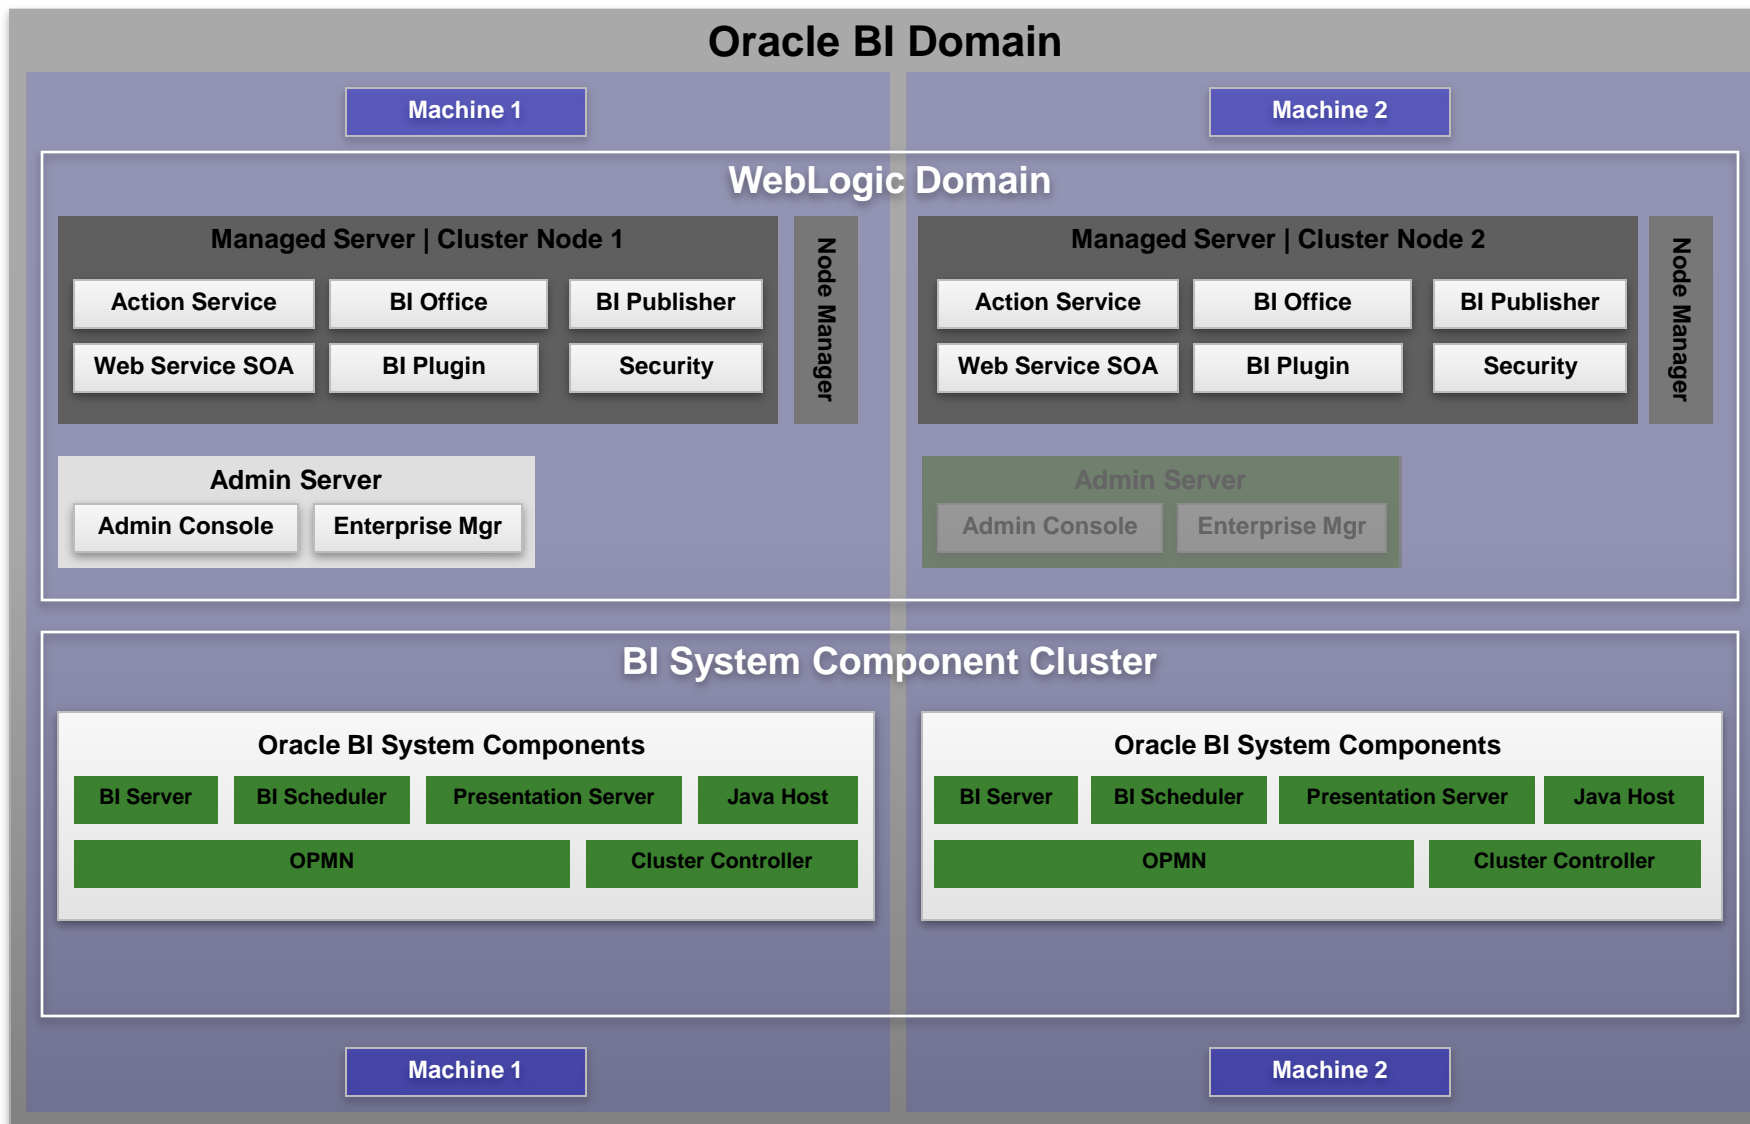 Oracle BI Domain
Machine 1
Machine 2
WebLogic Domain
Managed Server | Cluster Node 1
Action Service
BI Office
BI Publisher
Web Service SOA
BI Plugin
Security
Node Manager
Managed Server | Cluster Node 2
Action Service
BI Office
BI Publisher
Web Service SOA
BI Plugin
Security
Node Manager
Admin Server
Admin Console
Enterprise Mgr
Admin Server
Admin Console
Enterprise Mgr
BI System Component Cluster
Oracle BI System Components
BI Server
BI Scheduler
Presentation Server
Java Host
OPMN
Cluster Controller
Oracle BI System Components
BI Server
BI Scheduler
Presentation Server
Java Host
OPMN
Cluster Controller
Machine 1
Machine 2